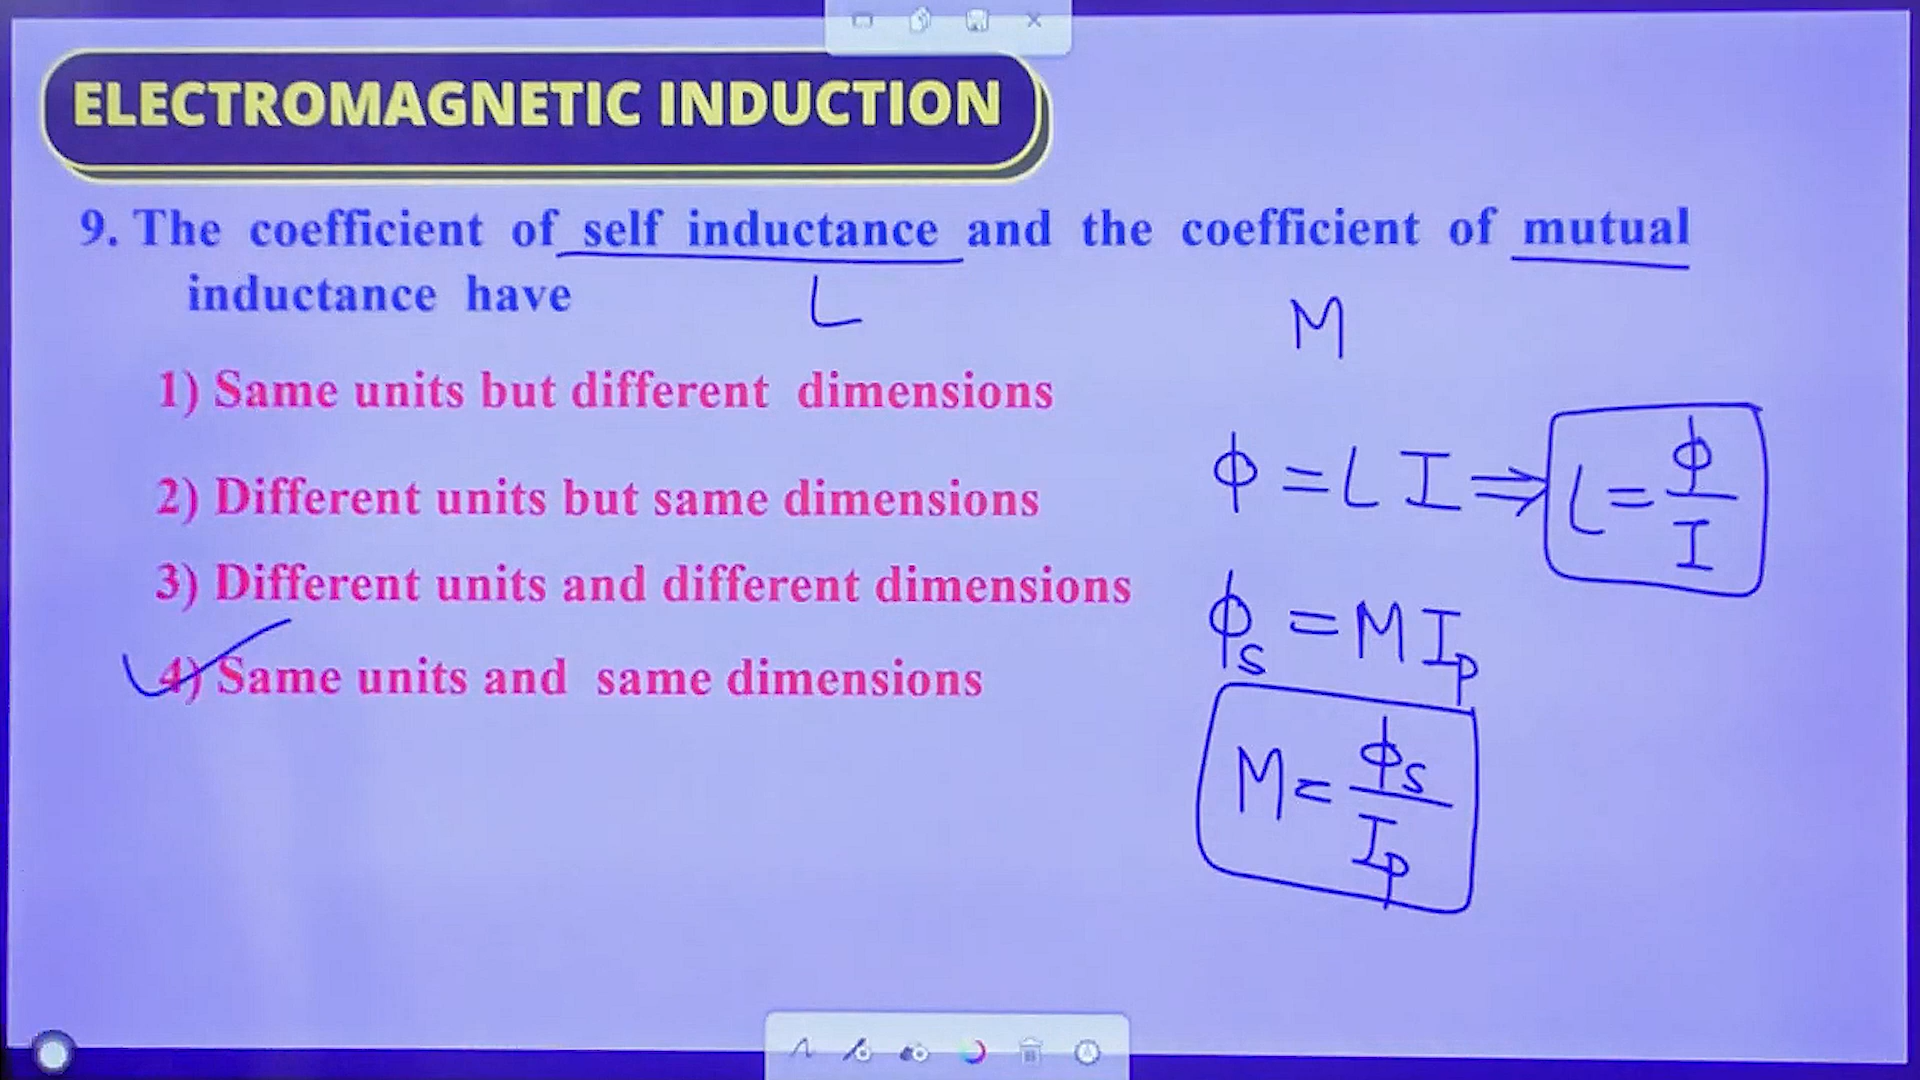 ELECTROMAGNETIC INDUCTION
9. The coefficient of self inductance and the coefficient of mutual
inductance have
L
M
1) Same units but different dimensions
2) Different units but same dimensions
3) Different units and different dimensions
4) Same units and same dimensions
ϕ = L I ⇒ L = ϕ / I
ϕs = M Ip
M = ϕs / Ip